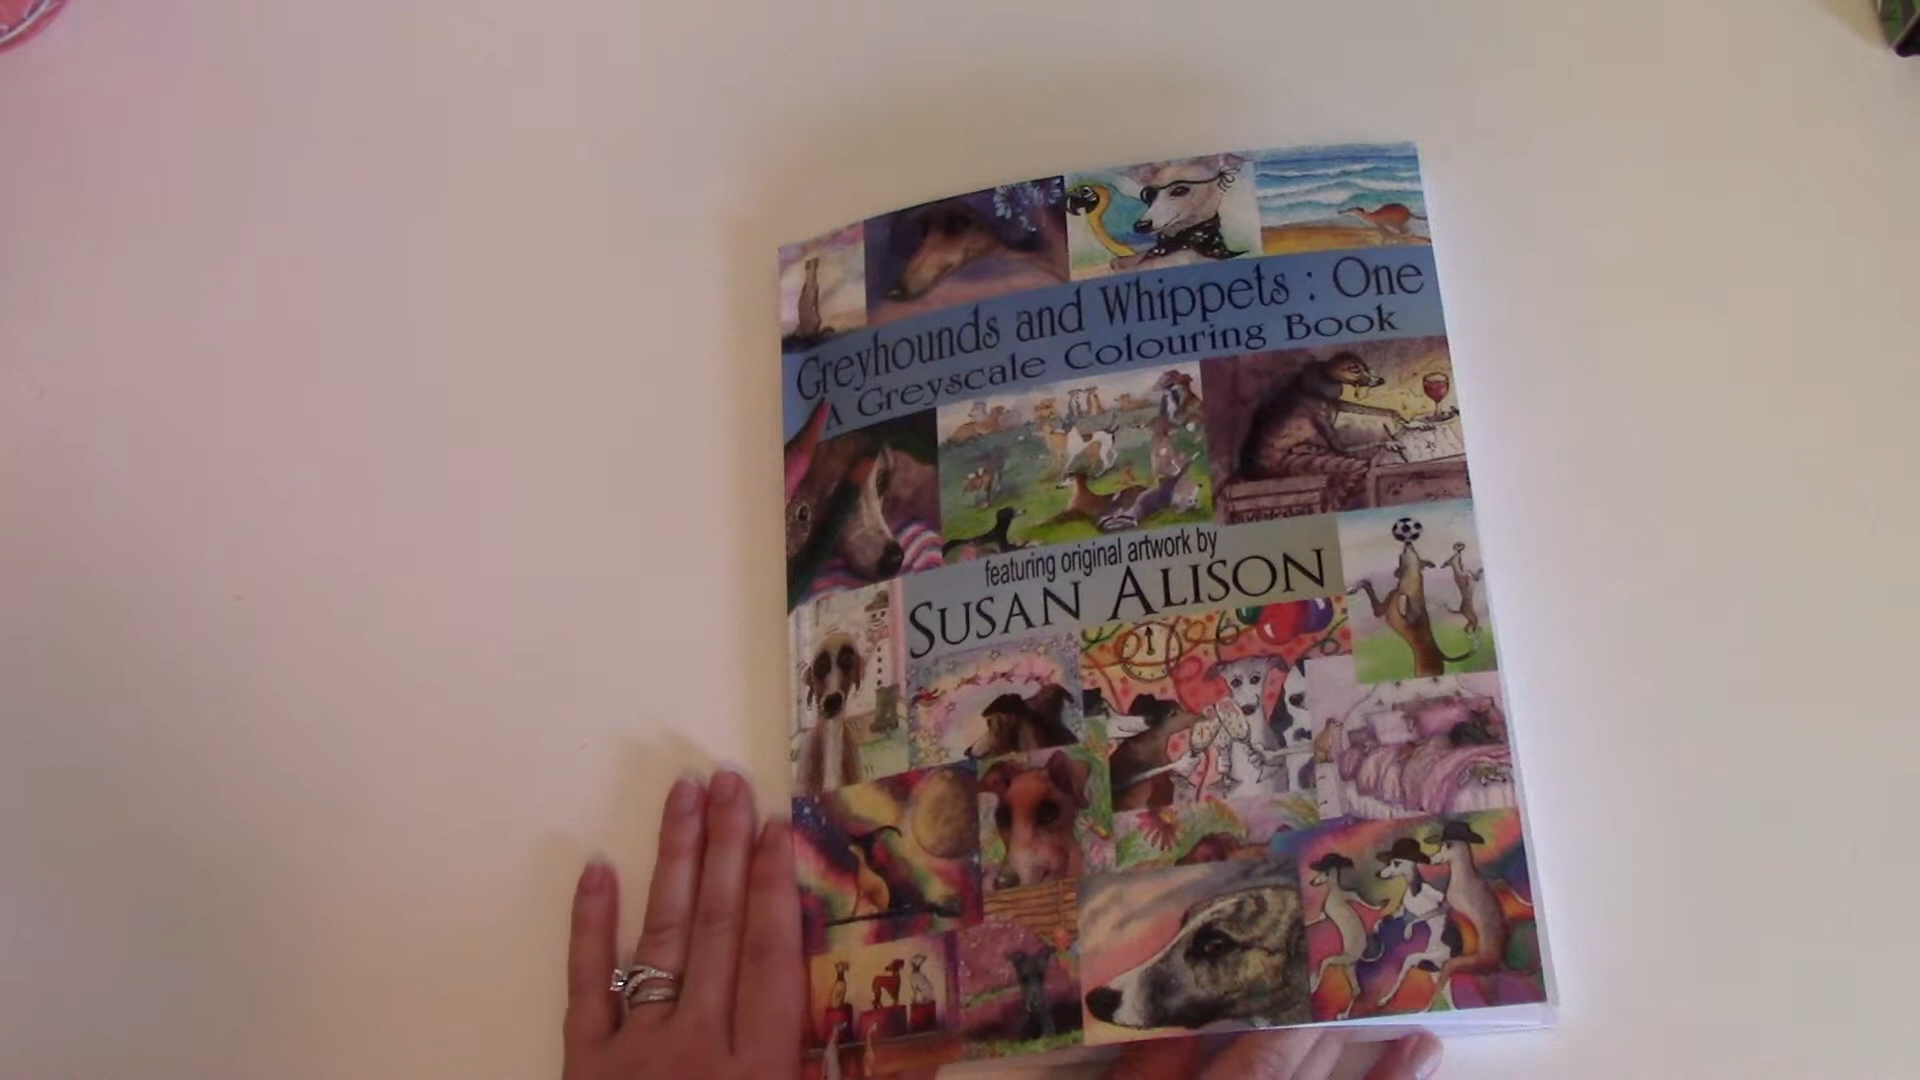 Greyhounds and Whippets : One
A Greyscale Colouring Book
featuring original artwork by
SUSAN ALISON